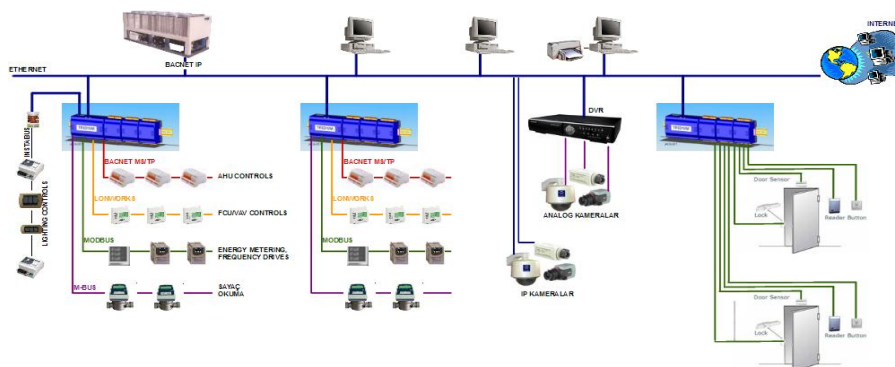 INTERNET
BACNET IP
ETHERNET
DVR
INSTABUS
LIGHTING CONTROLS
BACNET MS/TP
AHU CONTROLS
LONWORKS
FCU/VAV CONTROLS
MODBUS
ENERGY METERING,
FREQUENCY DRIVES
M-BUS
SAYAÇ
OKUMA
BACNET MS/TP
LONWORKS
MODBUS
M-BUS
ANALOG KAMERALAR
IP KAMERALAR
Door Sensor
Lock
Reader
Button
Door Sensor
Lock
Reader
Button